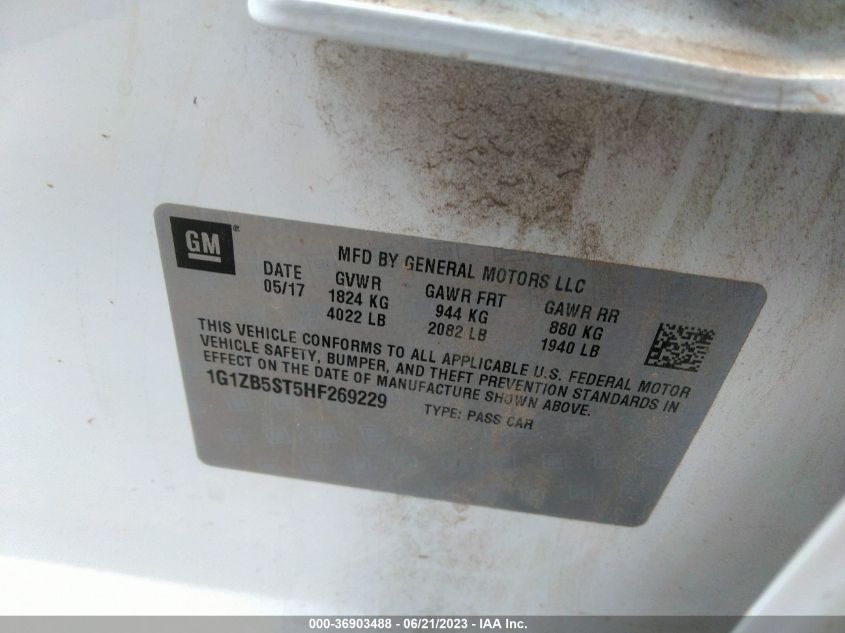 GM®
MFD BY GENERAL MOTORS LLC
DATE GVWR GAWR FRT GAWR RR
05/17 1824 KG 944 KG 880 KG
4022 LB 2082 LB 1940 LB
THIS VEHICLE CONFORMS TO ALL APPLICABLE U.S. FEDERAL MOTOR
VEHICLE SAFETY, BUMPER, AND THEFT PREVENTION STANDARDS IN
EFFECT ON THE DATE OF MANUFACTURE SHOWN ABOVE.
1G1ZB5ST5HF269229 TYPE: PASS CAR
000-36903488 - 06/21/2023 - IAA Inc.